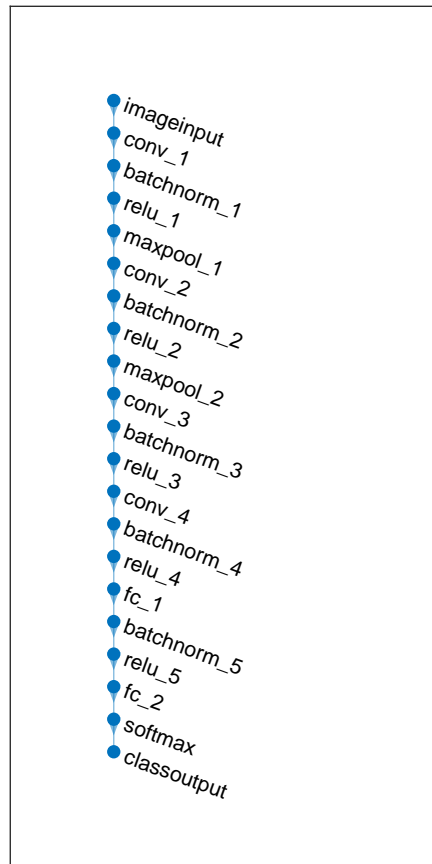 imageinput
conv_1
batchnorm_1
relu_1
maxpool_1
conv_2
batchnorm_2
relu_2
maxpool_2
conv_3
batchnorm_3
relu_3
conv_4
batchnorm_4
relu_4
fc_1
batchnorm_5
relu_5
fc_2
softmax
classoutput